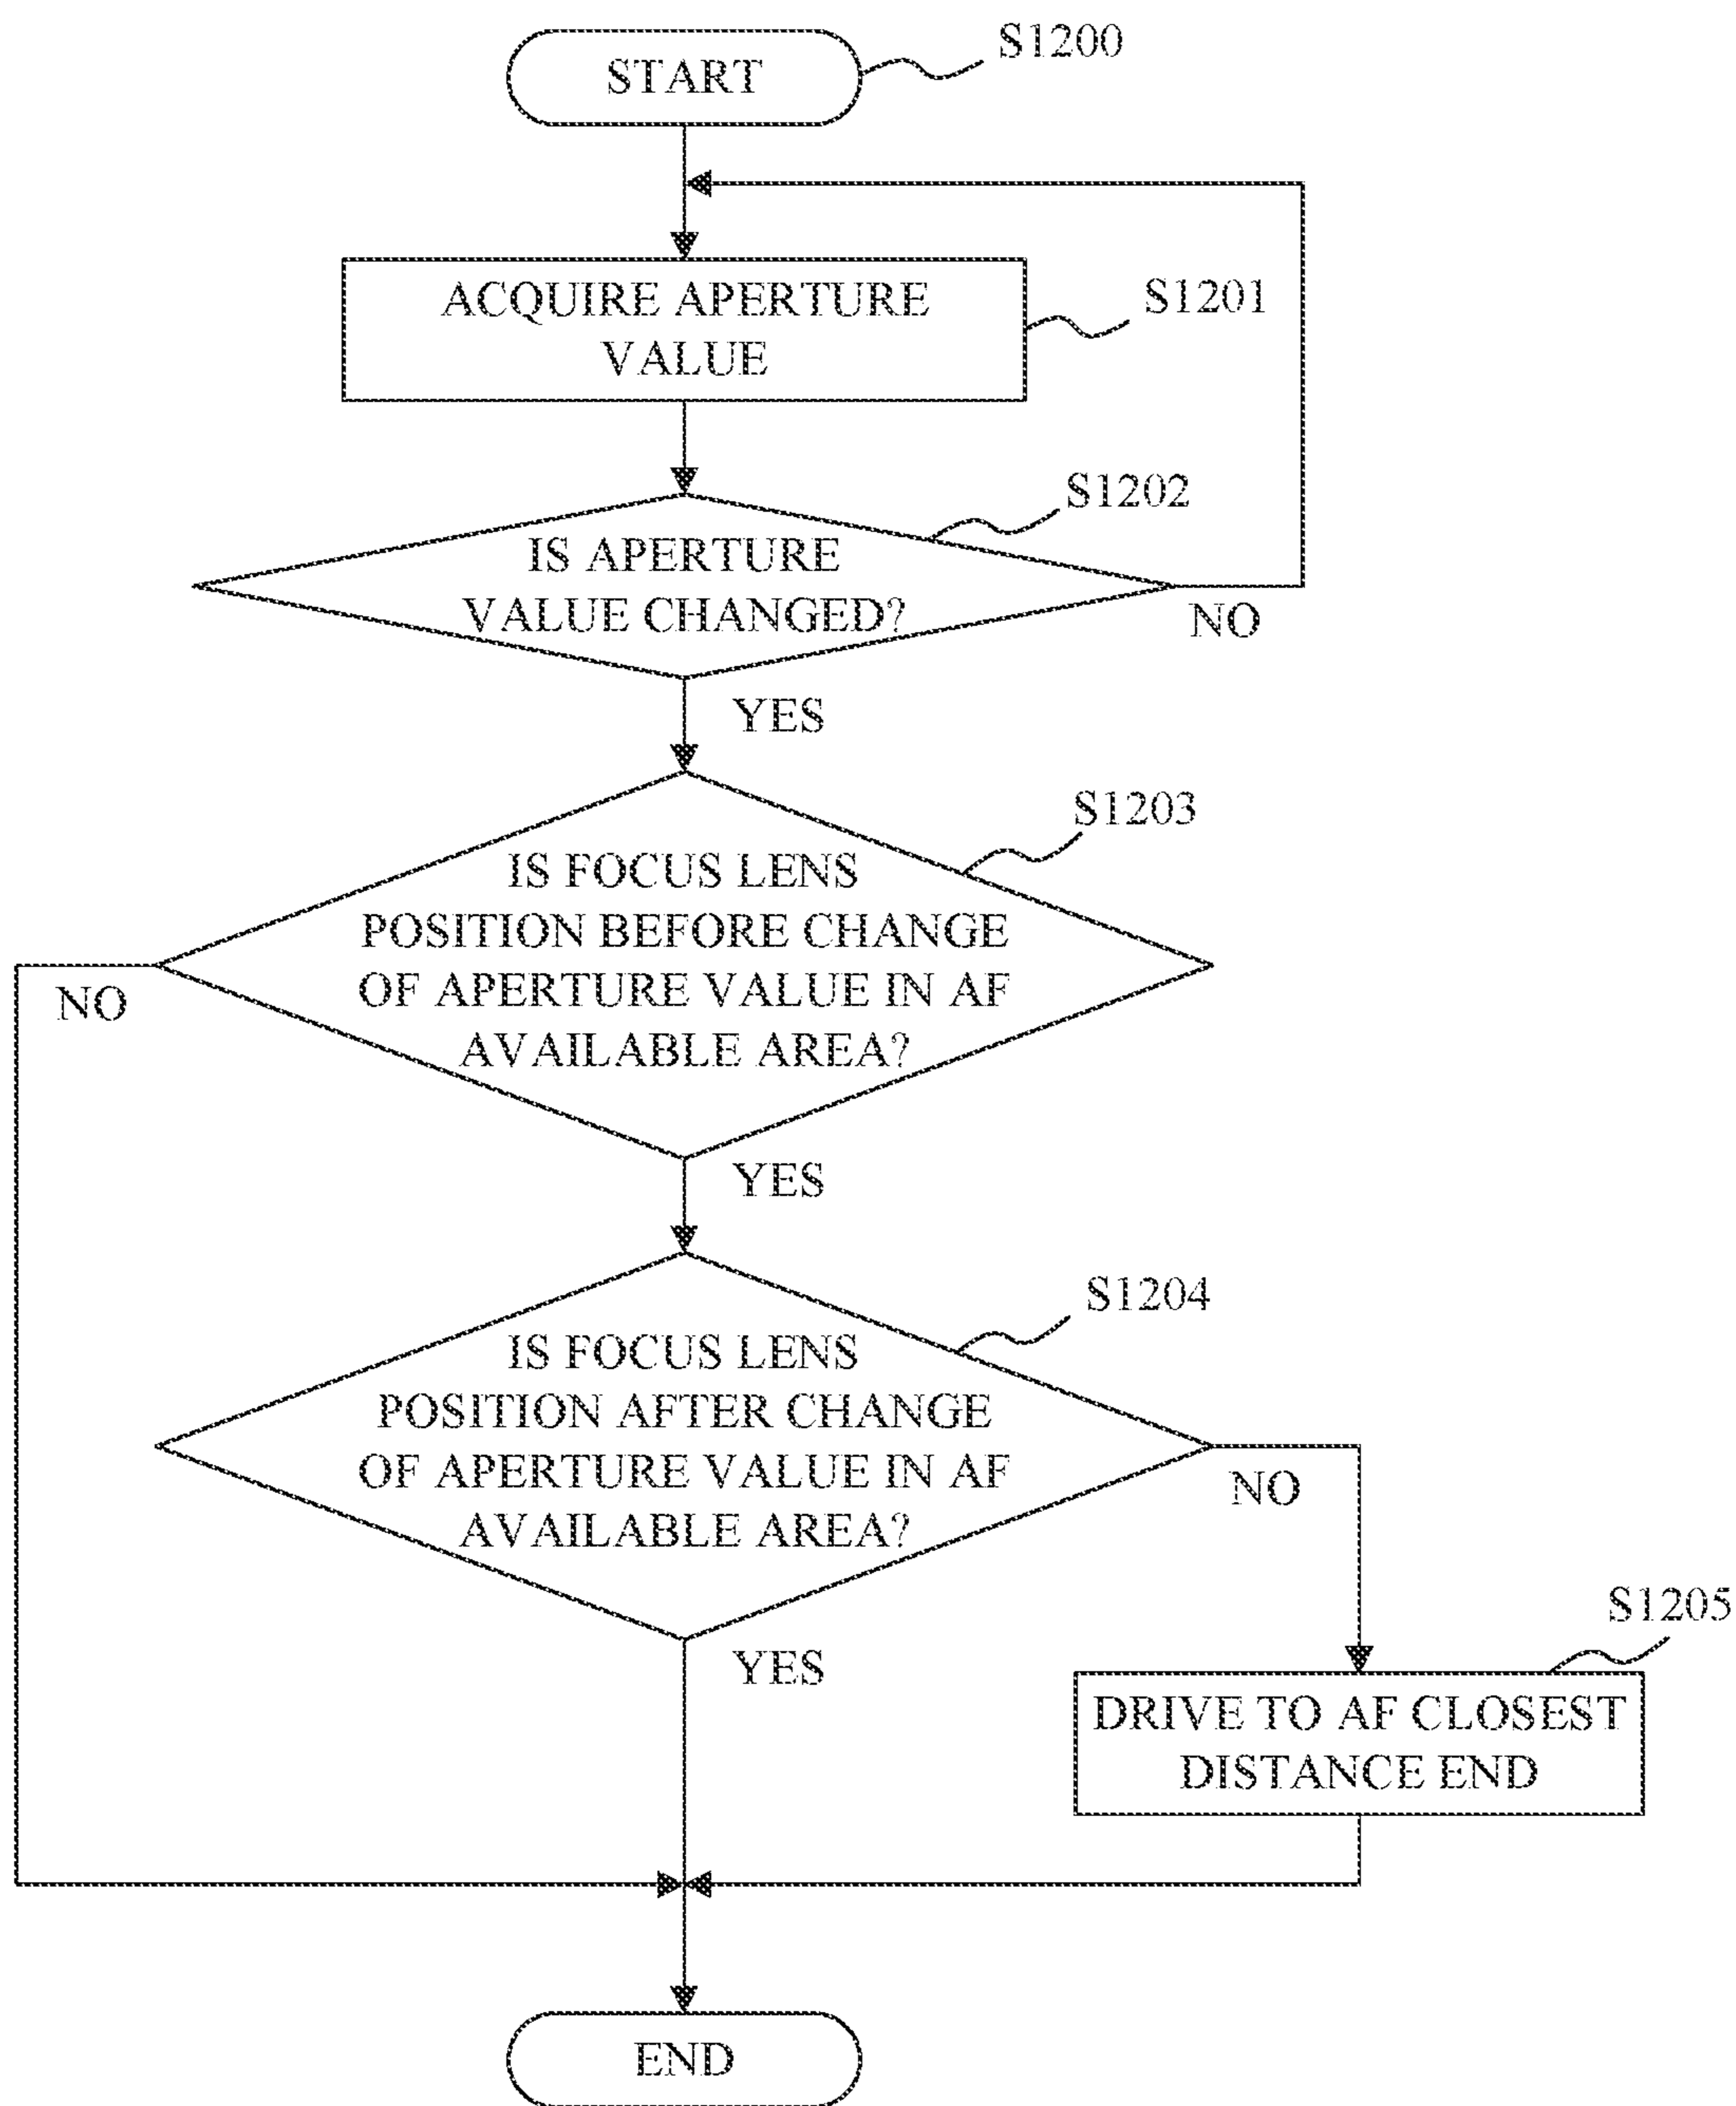 START
S1200
ACQUIRE APERTURE
VALUE
S1201
S1202
IS APERTURE
VALUE CHANGED?
NO
YES
S1203
IS FOCUS LENS
POSITION BEFORE CHANGE
OF APERTURE VALUE IN AF
AVAILABLE AREA?
NO
YES
S1204
IS FOCUS LENS
POSITION AFTER CHANGE
OF APERTURE VALUE IN AF
AVAILABLE AREA?
NO
YES
S1205
DRIVE TO AF CLOSEST
DISTANCE END
END